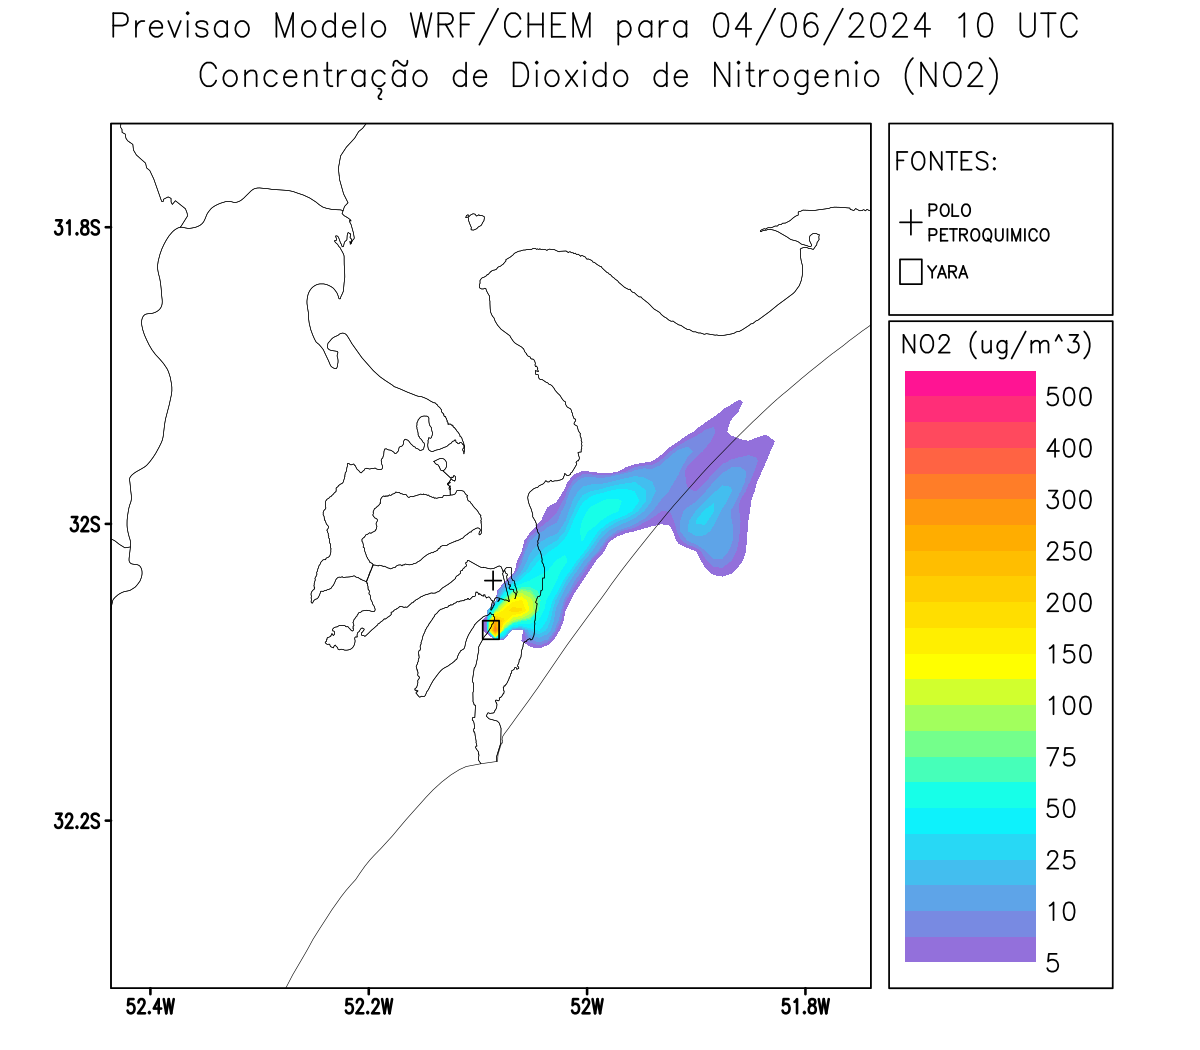 Previsao Modelo WRF/CHEM para 04/06/2024 10 UTC
Concentração de Dioxido de Nitrogenio (NO2)
FONTES:
POLO
PETROQUIMICO
YARA
NO2 (ug/m^3)
500
400
300
250
200
150
100
75
50
25
10
5
31.8S
32S
32.2S
52.4W
52.2W
52W
51.8W